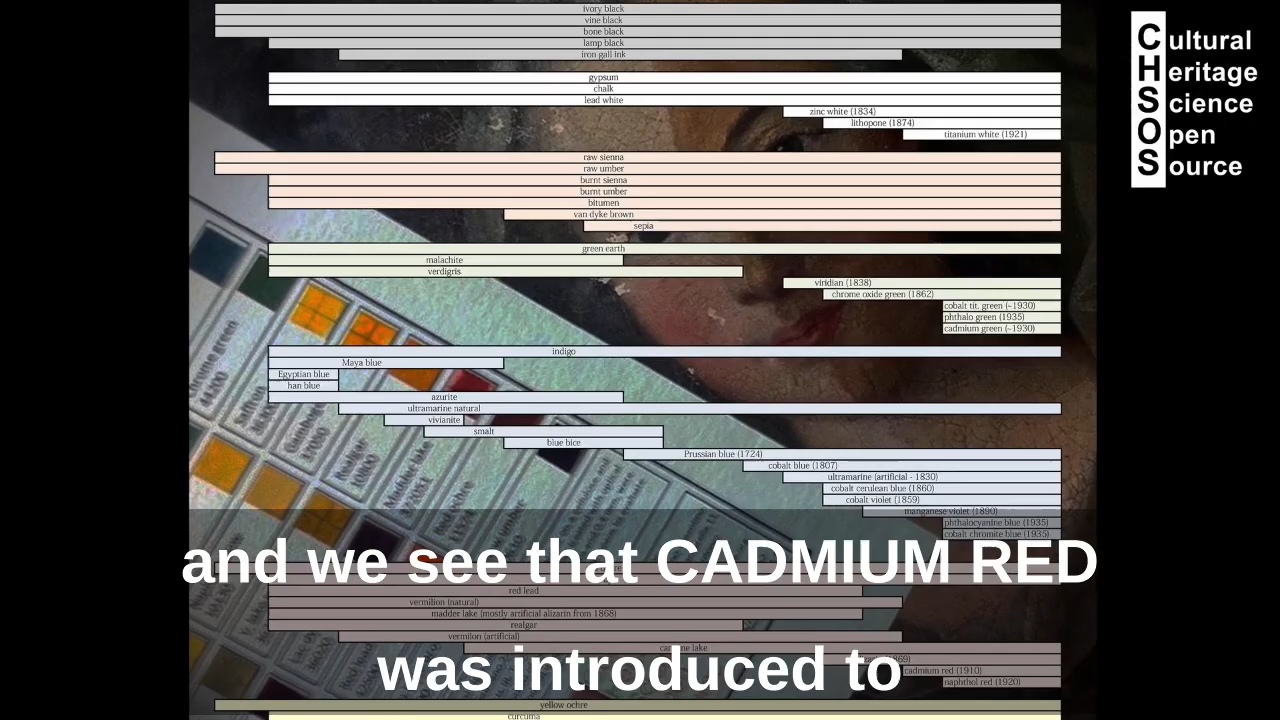 ivory black
vine black
bone black
lamp black
iron gall ink
gypsum
chalk
lead white
zinc white (1834)
lithopone (1874)
titanium white (1921)
raw sienna
raw umber
burnt sienna
burnt umber
bitumen
van dyke brown
sepia
green earth
malachite
verdigris
viridian (1838)
chrome oxide green (1862)
cobalt tit. green (~1930)
phthalo green (1935)
cadmium green (~1930)
indigo
Maya blue
Egyptian blue
han blue
azurite
ultramarine natural
vivianite
smalt
blue bice
Prussian blue (1724)
cobalt blue (1807)
ultramarine (artificial - 1830)
cobalt cerulean blue (1860)
cobalt violet (1859)
manganese violet (1890)
phthalocyanine blue (1935)
cobalt chromite blue (1935)
red lead
vermilion (natural)
madder lake (mostly artificial alizarin from 1868)
realgar
vermilon (artificial)
lake
cadmium red (1910)
naphthol red (1920)
yellow ochre
curcuma
and we see that CADMIUM RED
was introduced to
Cultural
Heritage
Science
Open
Source